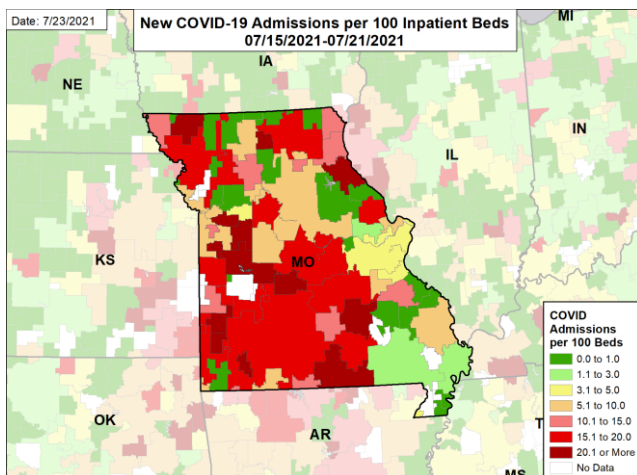 Date: 7/23/2021
New COVID-19 Admissions per 100 Inpatient Beds
07/15/2021-07/21/2021
MI
IA
NE
IL
IN
KS
MO
OK
AR
MS
COVID
Admissions
per 100 Beds
0.0 to 1.0
1.1 to 3.0
3.1 to 5.0
5.1 to 10.0
10.1 to 15.0
15.1 to 20.0
20.1 or More
No Data